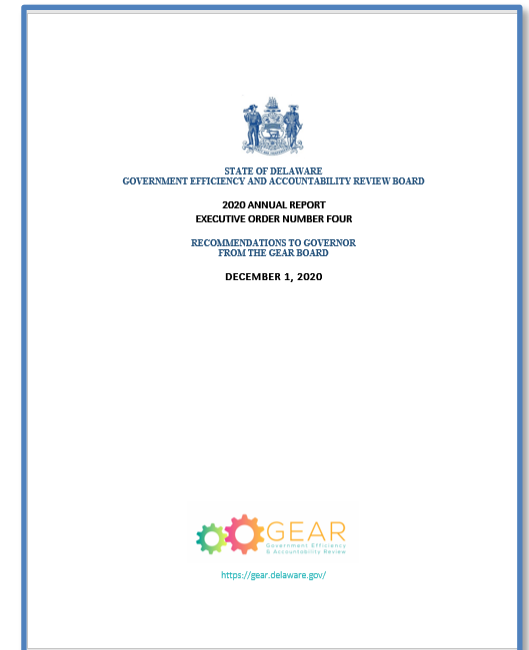 STATE OF DELAWARE
GOVERNMENT EFFICIENCY AND ACCOUNTABILITY REVIEW BOARD
2020 ANNUAL REPORT
EXECUTIVE ORDER NUMBER FOUR
RECOMMENDATIONS TO GOVERNOR
FROM THE GEAR BOARD
DECEMBER 1, 2020
GEAR
Government Efficiency
& Accountability Review
https://gear.delaware.gov/